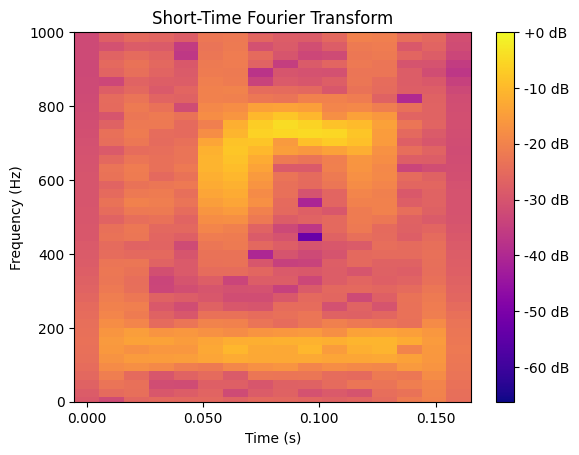 Short-Time Fourier Transform
1000
800
600
400
200
0
Frequency (Hz)
0.000
0.050
0.100
0.150
Time (s)
+0 dB
-10 dB
-20 dB
-30 dB
-40 dB
-50 dB
-60 dB